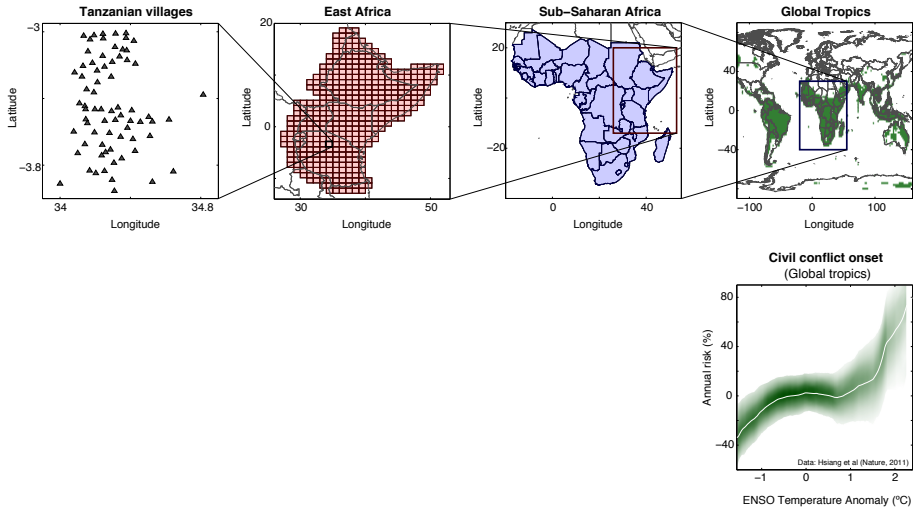 Tanzanian villages
−3
−3.8
34
34.8
Latitude
Longitude
East Africa
20
0
30
50
Latitude
Longitude
Sub−Saharan Africa
20
−20
0
40
Latitude
Longitude
Global Tropics
40
0
−40
−100
0
100
Latitude
Longitude
Civil conflict onset
(Global tropics)
80
40
0
−40
Annual risk (%)
Data: Hsiang et al (Nature, 2011)
−1
0
1
2
ENSO Temperature Anomaly (ºC)